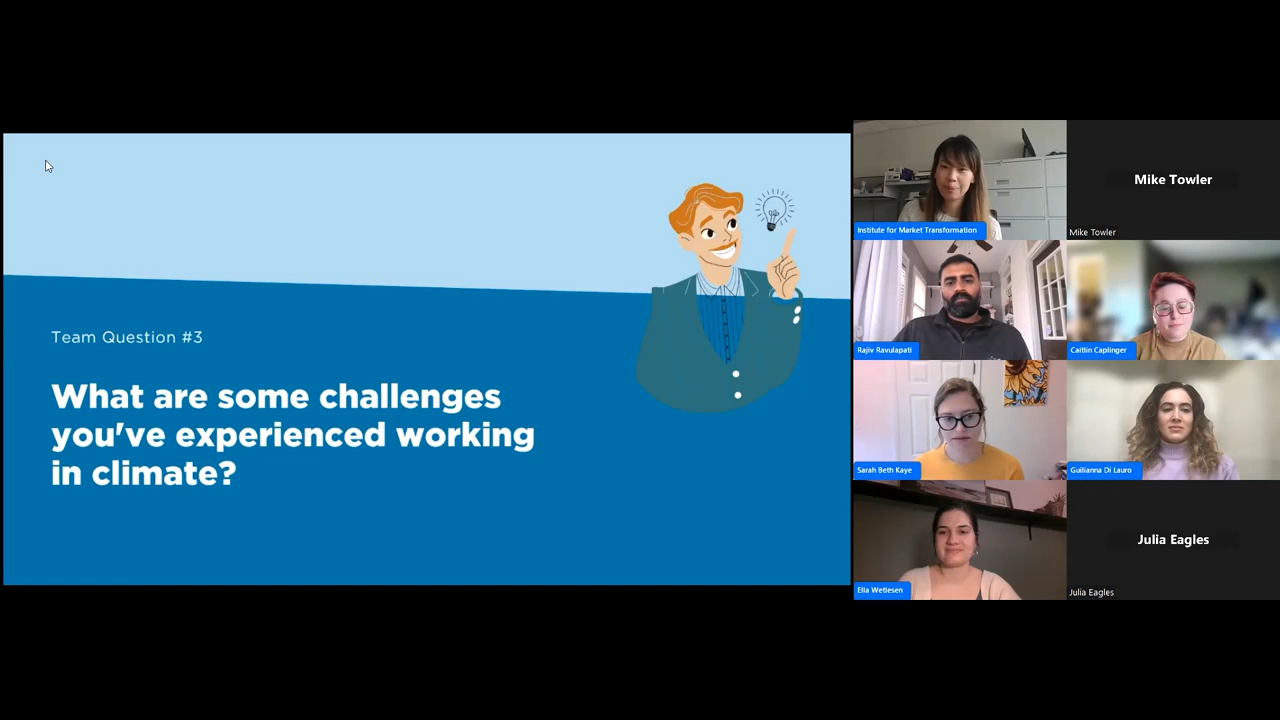 Team Question #3
What are some challenges
you've experienced working
in climate?
Institute for Market Transformation
Mike Towler
Mike Towler
Rajiv Ravulapati
Caitlin Caplinger
Sarah Beth Kaye
Guilianna Di Lauro
Ella Wetlesen
Julia Eagles
Julia Eagles